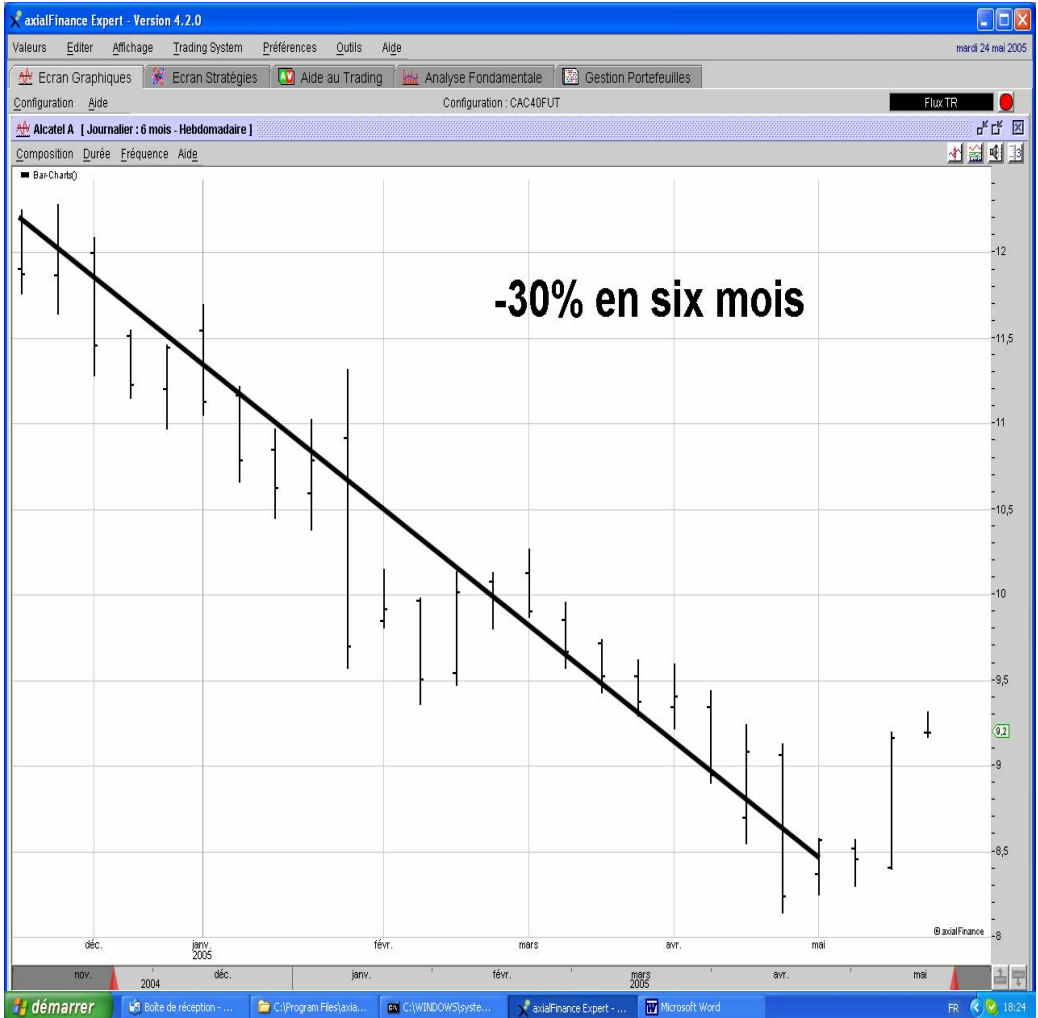 axialFinance Expert - Version 4.2.0
Valeurs Editer Affichage Trading System Préférences Outils Aide mardi 24 mai 2005
Ecran Graphiques Ecran Stratégies Aide au Trading Analyse Fondamentale Gestion Portefeuilles
Configuration Aide Configuration : CAC40FUT Flux TR
Alcatel A [ Journalier : 6 mois - Hebdomadaire ]
Composition Durée Fréquence Aide
Bar-Charts()
-30% en six mois
12
11,5
11
10,5
10
9,5
9,2
9
8,5
8
© axialFinance
déc. janv. févr. mars avr. mai
2005
nov. déc. janv. févr. mars avr. mai
2004 2005
démarrer Boîte de réception - ... C:\Program Files\axia... C:\WINDOWS\syste... axialFinance Expert - ... Microsoft Word FR 18:24